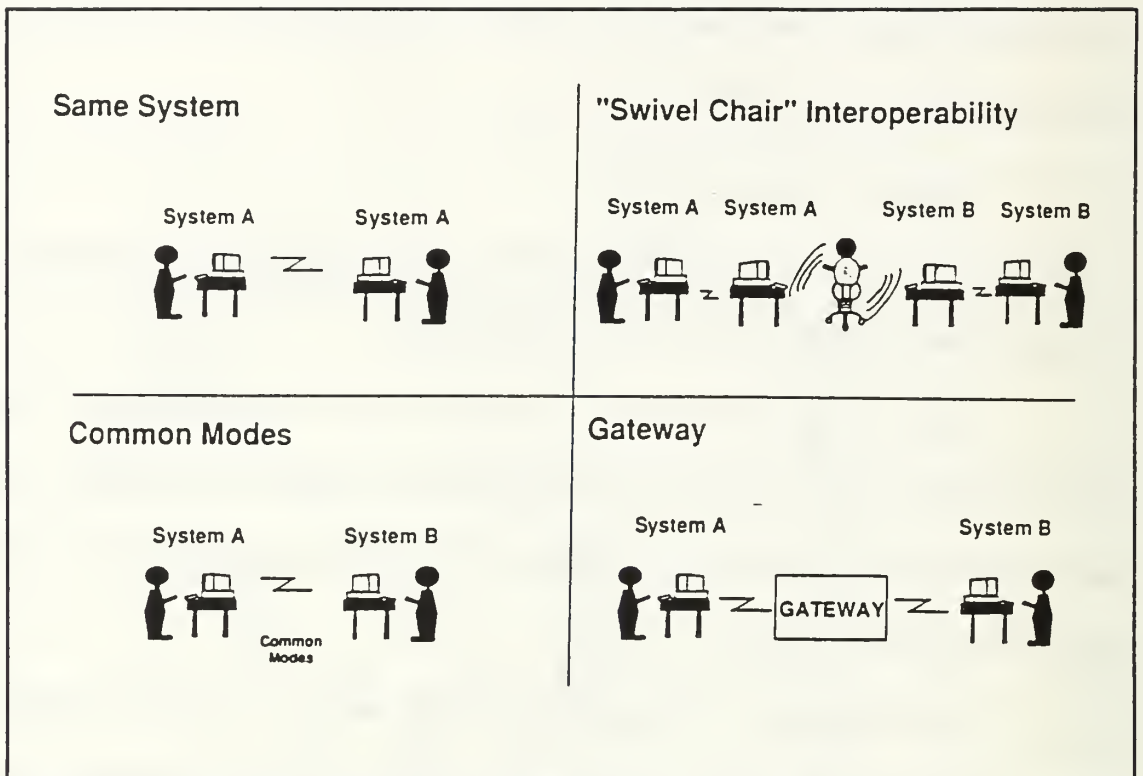 Same System
System A System A
"Swivel Chair" Interoperability
System A System A System B System B
Common Modes
System A System B
Common
Modes
Gateway
System A System B
GATEWAY